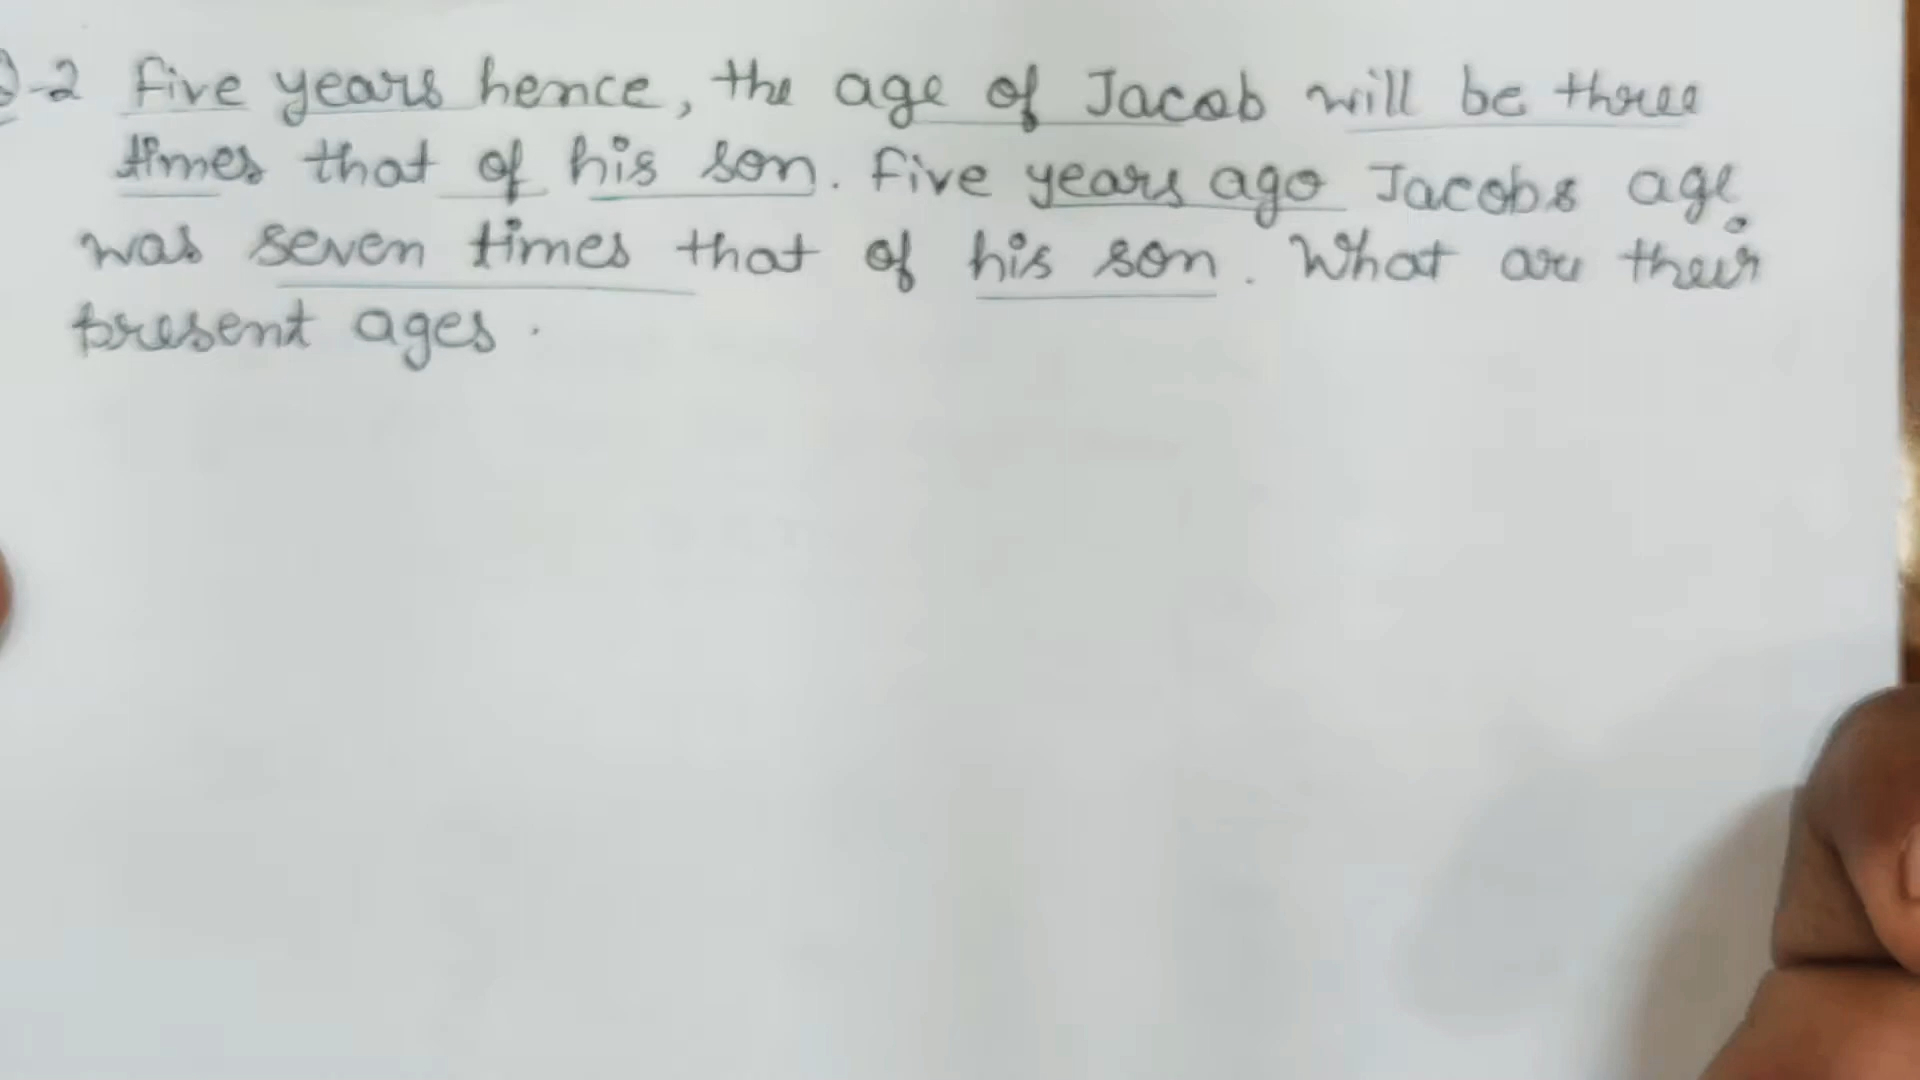 Q-2 Five years hence, the age of Jacob will be three
times that of his son. Five years ago Jacobs age
was seven times that of his son. What are their
present ages.